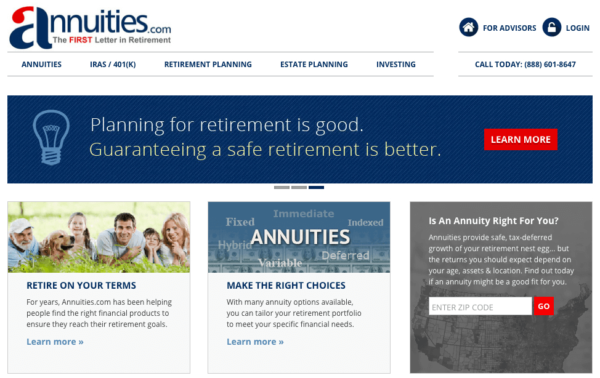 annuities.com
The FIRST Letter in Retirement
FOR ADVISORS
LOGIN
ANNUITIES
IRAS / 401(K)
RETIREMENT PLANNING
ESTATE PLANNING
INVESTING
CALL TODAY: (888) 601-8647
Planning for retirement is good.
Guaranteeing a safe retirement is better.
LEARN MORE
RETIRE ON YOUR TERMS
For years, Annuities.com has been helping
people find the right financial products to
ensure they reach their retirement goals.
Learn more »
Immediate
Fixed
Indexed
ANNUITIES
Hybrid
Deferred
Variable
MAKE THE RIGHT CHOICES
With many annuity options available,
you can tailor your retirement portfolio
to meet your specific financial needs.
Learn more »
Is An Annuity Right For You?
Annuities provide safe, tax-deferred
growth of your retirement nest egg... but
the returns you should expect depend on
your age, assets & location. Find out today
if an annuity might be a good fit for you.
ENTER ZIP CODE
GO